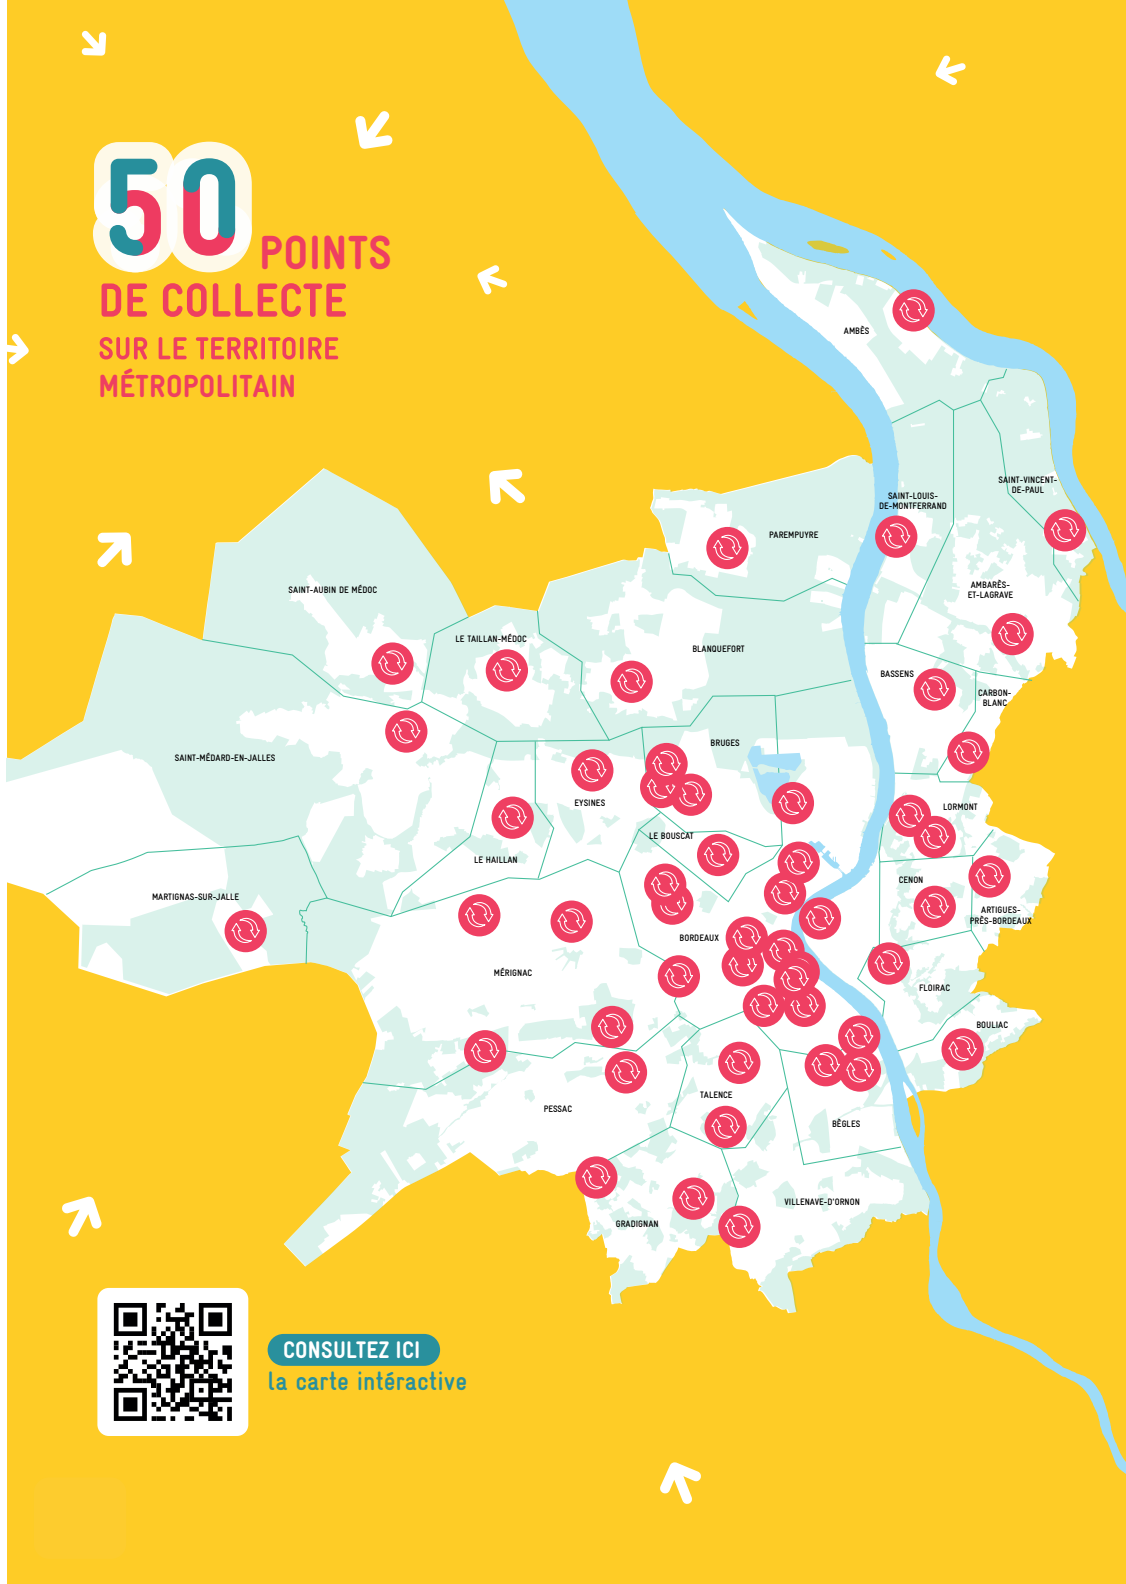 50 POINTS
DE COLLECTE
SUR LE TERRITOIRE
MÉTROPOLITAIN
AMBÈS
SAINT-VINCENT-
DE-PAUL
SAINT-LOUIS-
DE-MONTFERRAND
PAREMPUYRE
AMBARÈS-
ET-LAGRAVE
SAINT-AUBIN DE MÉDOC
LE TAILLAN-MÉDOC
BLANQUEFORT
BASSENS
CARBON-
BLANC
BRUGES
SAINT-MÉDARD-EN-JALLES
EYSINES
LORMONT
LE BOUSCAT
LE HAILLAN
CENON
MARTIGNAS-SUR-JALLE
ARTIGUES-
PRÈS-BORDEAUX
BORDEAUX
MÉRIGNAC
FLOIRAC
BOULIAC
TALENCE
PESSAC
BÈGLES
VILLENAVE-D'ORNON
GRADIGNAN
CONSULTEZ ICI
la carte intéractive